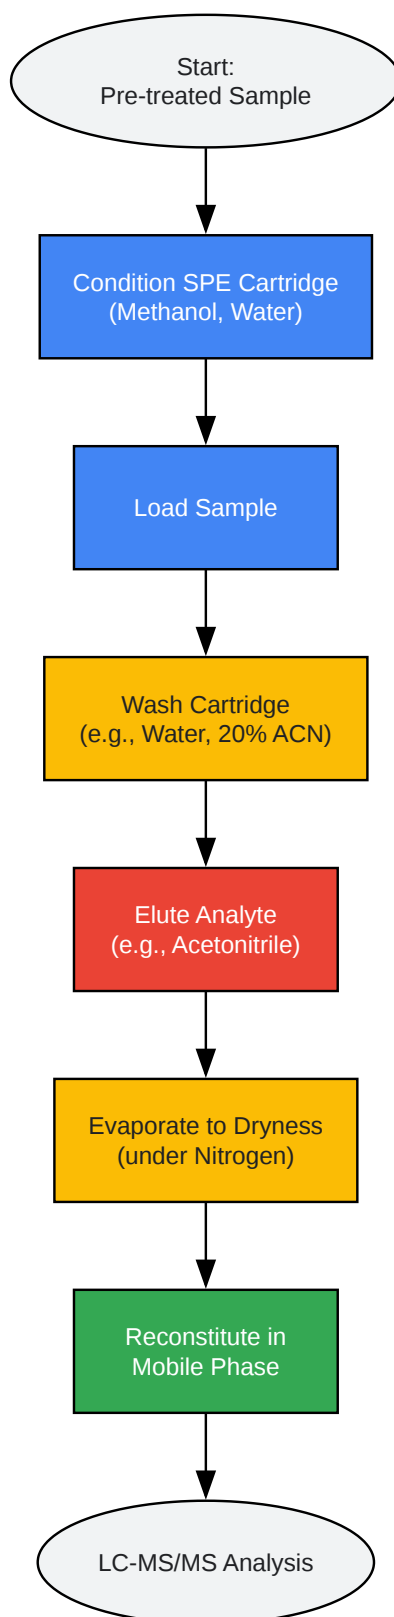 Start:
Pre-treated Sample
Condition SPE Cartridge
(Methanol, Water)
Load Sample
Wash Cartridge
(e.g., Water, 20% ACN)
Elute Analyte
(e.g., Acetonitrile)
Evaporate to Dryness
(under Nitrogen)
Reconstitute in
Mobile Phase
LC-MS/MS Analysis